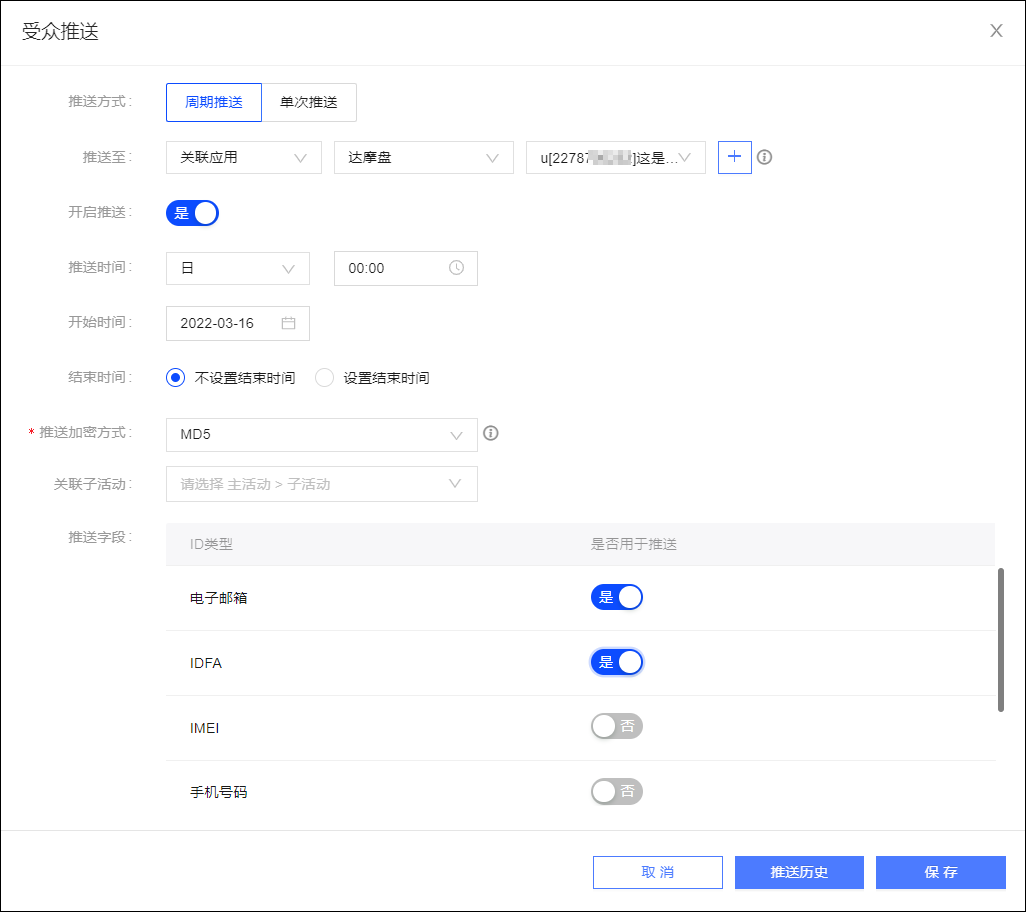 受众推送
推送方式:
周期推送
单次推送
推送至:
关联应用
达摩盘
u[2278 ]这是...
开启推送:
是
推送时间:
日
00:00
开始时间:
2022-03-16
结束时间:
不设置结束时间
设置结束时间
* 推送加密方式:
MD5
关联子活动:
请选择 主活动 > 子活动
推送字段:
ID类型
是否用于推送
电子邮箱
是
IDFA
是
IMEI
否
手机号码
否
取 消
推送历史
保 存